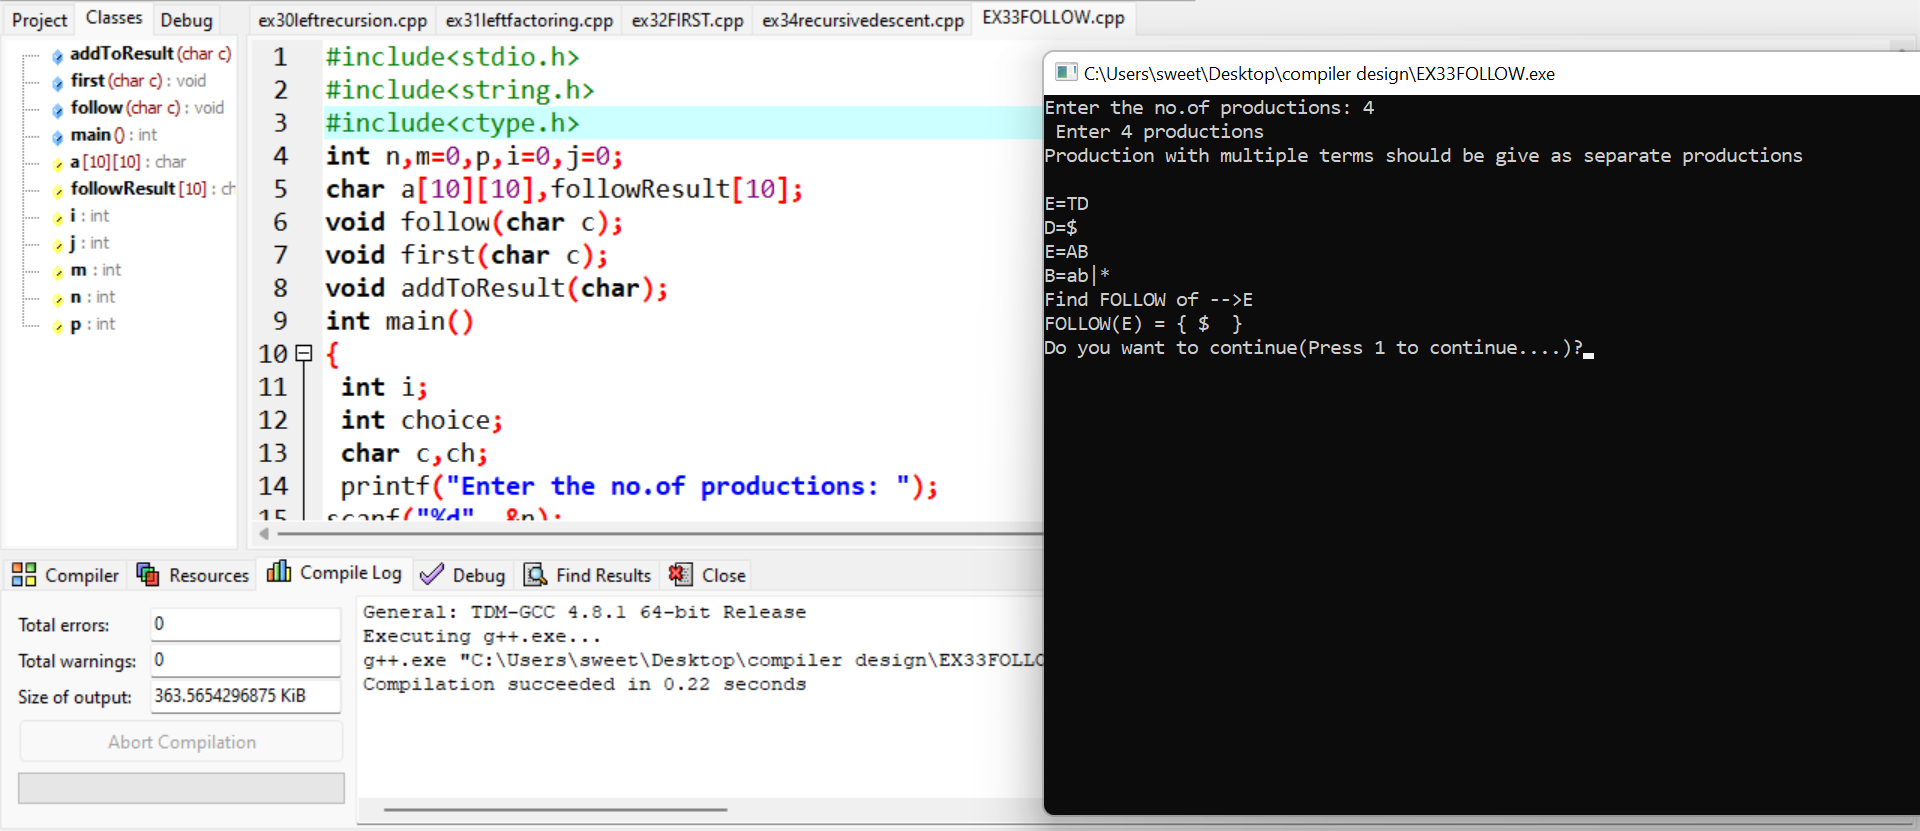 Project Classes Debug
addToResult (char c)
first (char c) : void
follow (char c) : void
main () : int
a [10][10] : char
followResult [10] : ch
i : int
j : int
m : int
n : int
p : int
ex30leftrecursion.cpp ex31leftfactoring.cpp ex32FIRST.cpp ex34recursivedescent.cpp EX33FOLLOW.cpp
1 #include<stdio.h>
2 #include<string.h>
3 #include<ctype.h>
4 int n,m=0,p,i=0,j=0;
5 char a[10][10],followResult[10];
6 void follow(char c);
7 void first(char c);
8 void addToResult(char);
9 int main()
10 {
11 int i;
12 int choice;
13 char c,ch;
14 printf("Enter the no.of productions: ");
15 scanf("%d", &n);
C:\Users\sweet\Desktop\compiler design\EX33FOLLOW.exe
Enter the no.of productions: 4
Enter 4 productions
Production with multiple terms should be give as separate productions
E=TD
D=$
E=AB
B=ab|*
Find FOLLOW of -->E
FOLLOW(E) = { $  }
Do you want to continue(Press 1 to continue....)?
Compiler Resources Compile Log Debug Find Results Close
Total errors: 0
Total warnings: 0
Size of output: 363.5654296875 KiB
Abort Compilation
General: TDM-GCC 4.8.1 64-bit Release
Executing g++.exe...
g++.exe "C:\Users\sweet\Desktop\compiler design\EX33FOLLO
Compilation succeeded in 0.22 seconds